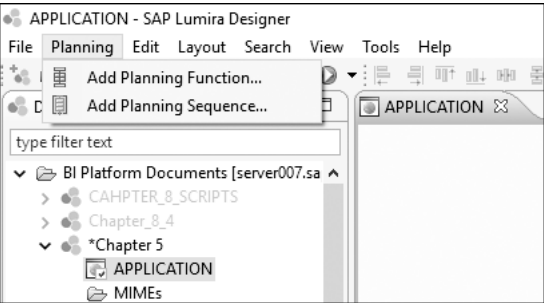 APPLICATION - SAP Lumira Designer
File Planning Edit Layout Search View Tools Help
Add Planning Function...
Add Planning Sequence...
D
APPLICATION
type filter text
BI Platform Documents [server007.sa
CAHPTER_8_SCRIPTS
Chapter_8_4
*Chapter 5
APPLICATION
MIMEs